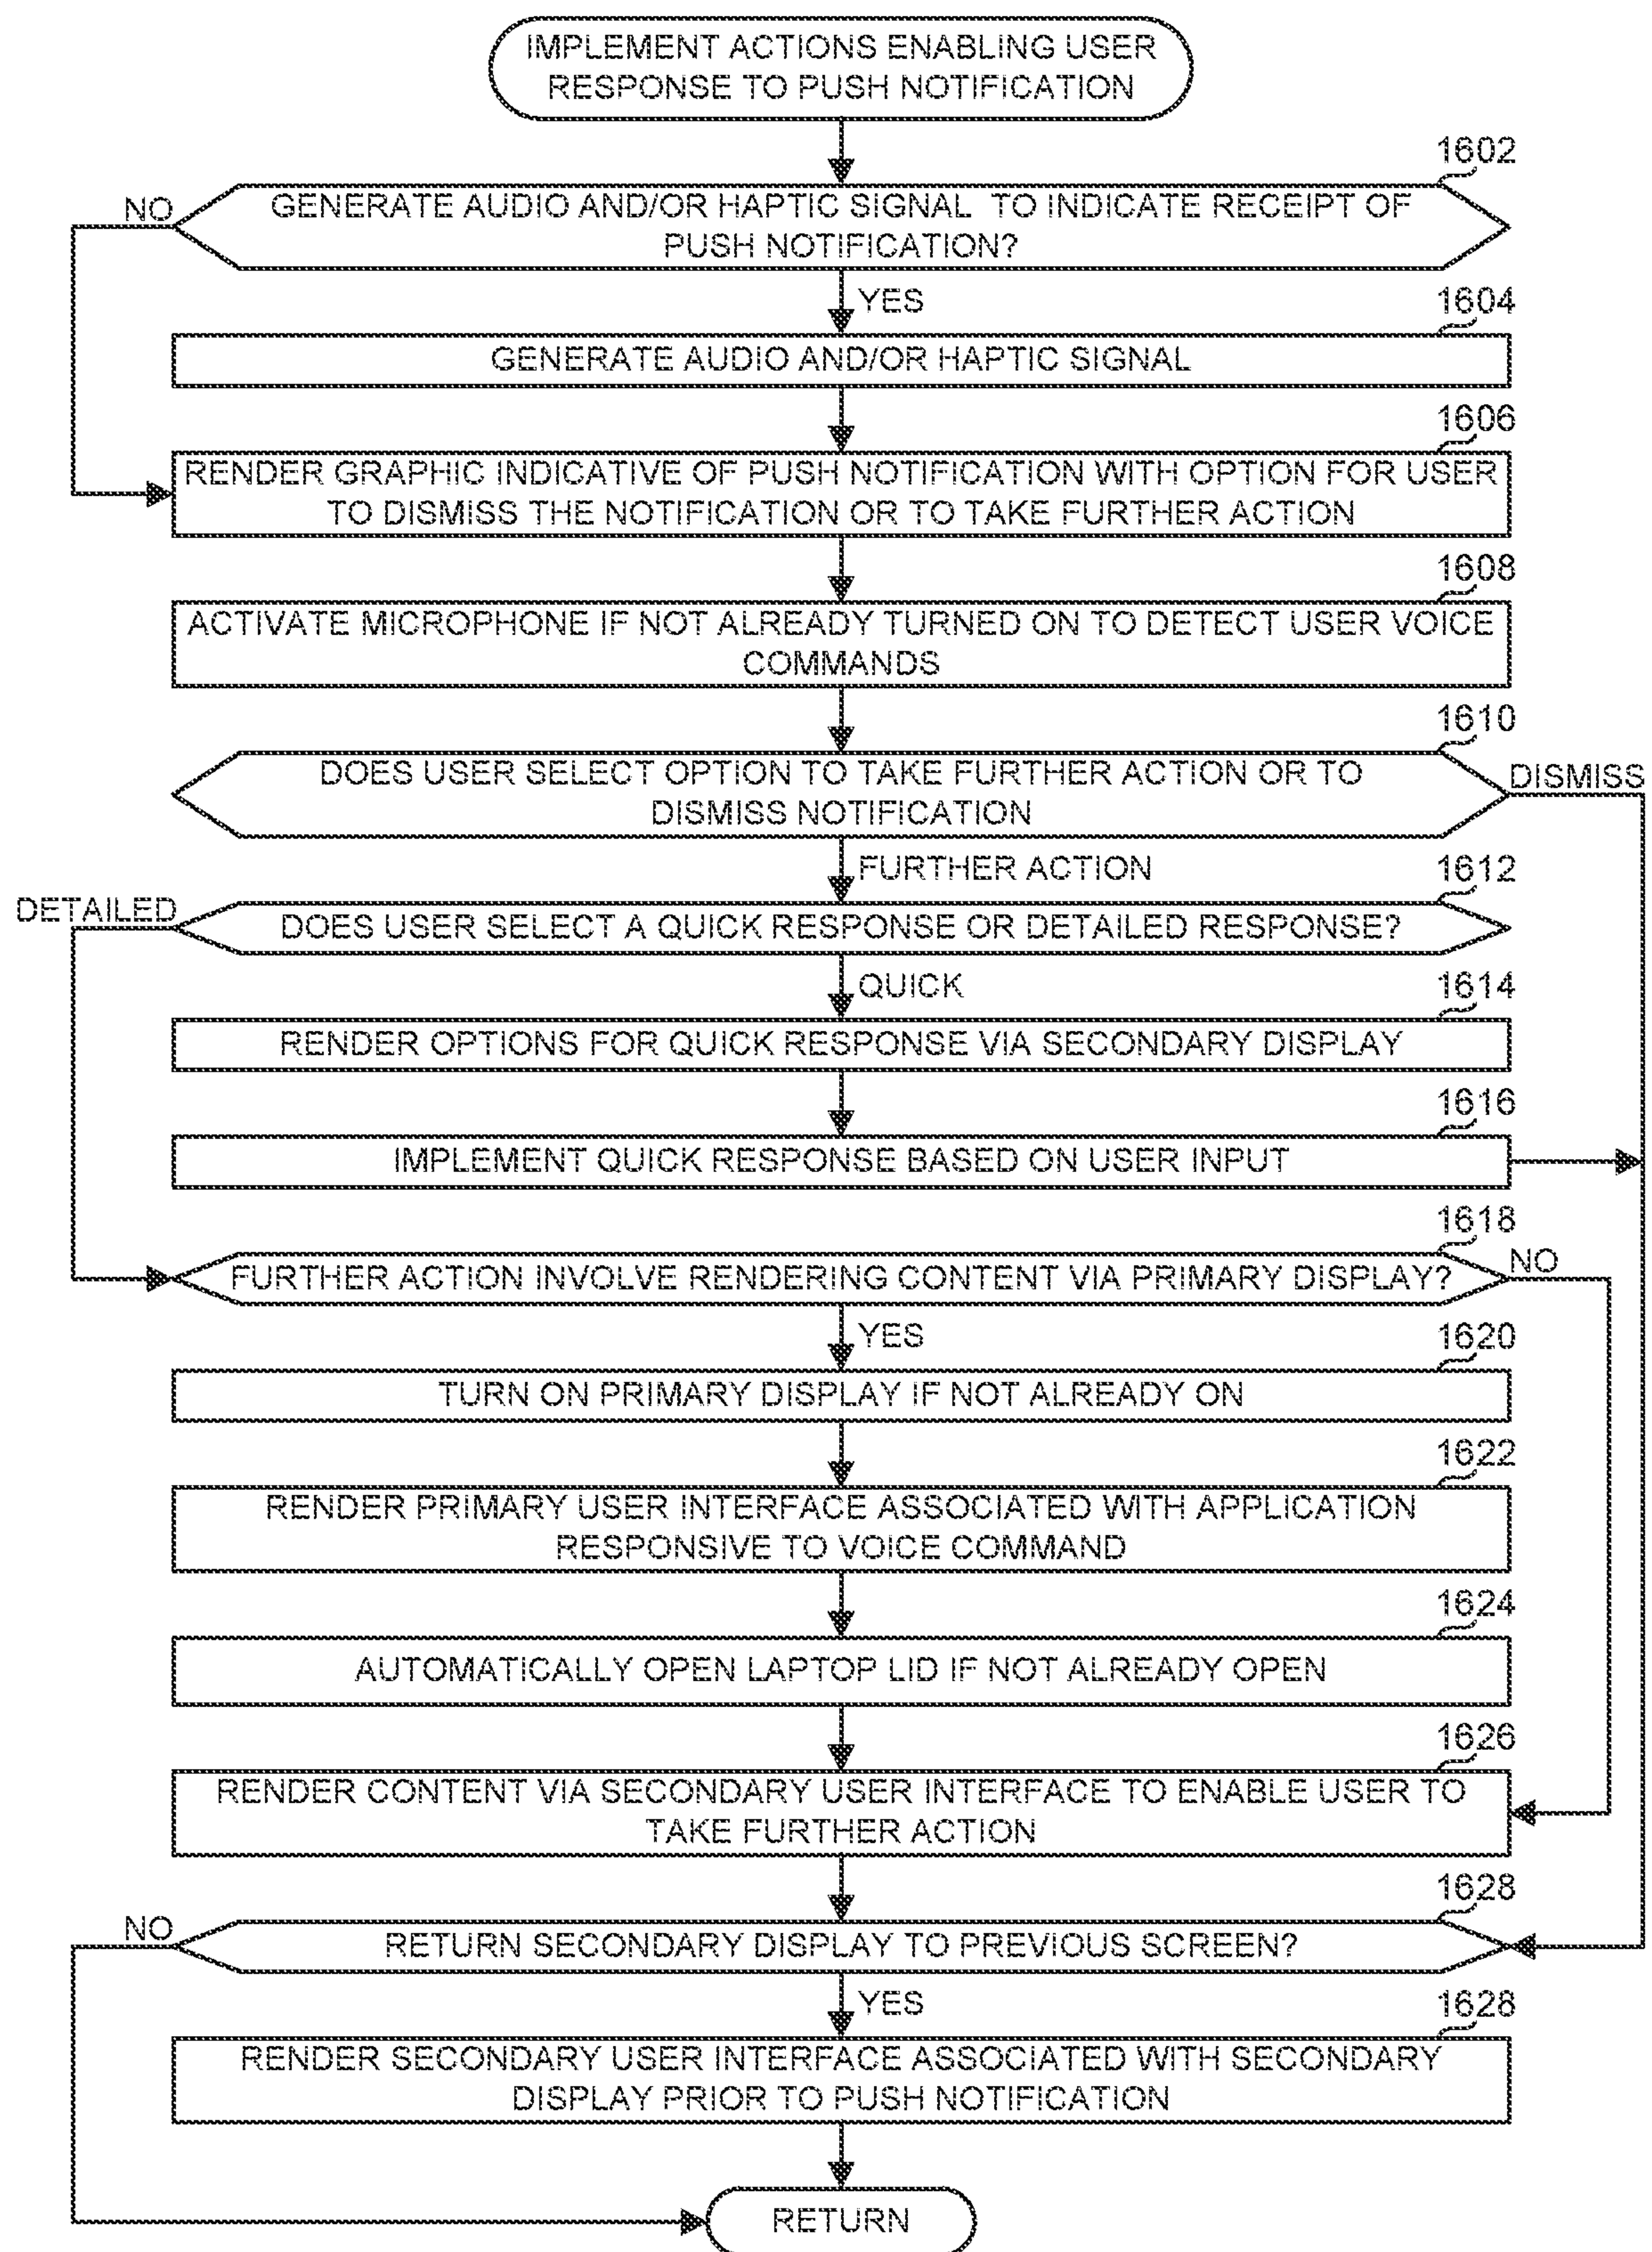 IMPLEMENT ACTIONS ENABLING USER
RESPONSE TO PUSH NOTIFICATION
1602
NO
GENERATE AUDIO AND/OR HAPTIC SIGNAL TO INDICATE RECEIPT OF
PUSH NOTIFICATION?
YES
1604
GENERATE AUDIO AND/OR HAPTIC SIGNAL
1606
RENDER GRAPHIC INDICATIVE OF PUSH NOTIFICATION WITH OPTION FOR USER
TO DISMISS THE NOTIFICATION OR TO TAKE FURTHER ACTION
1608
ACTIVATE MICROPHONE IF NOT ALREADY TURNED ON TO DETECT USER VOICE
COMMANDS
1610
DOES USER SELECT OPTION TO TAKE FURTHER ACTION OR TO
DISMISS NOTIFICATION
DISMISS
FURTHER ACTION
1612
DETAILED
DOES USER SELECT A QUICK RESPONSE OR DETAILED RESPONSE?
QUICK
1614
RENDER OPTIONS FOR QUICK RESPONSE VIA SECONDARY DISPLAY
1616
IMPLEMENT QUICK RESPONSE BASED ON USER INPUT
1618
FURTHER ACTION INVOLVE RENDERING CONTENT VIA PRIMARY DISPLAY?
NO
YES
1620
TURN ON PRIMARY DISPLAY IF NOT ALREADY ON
1622
RENDER PRIMARY USER INTERFACE ASSOCIATED WITH APPLICATION
RESPONSIVE TO VOICE COMMAND
1624
AUTOMATICALLY OPEN LAPTOP LID IF NOT ALREADY OPEN
1626
RENDER CONTENT VIA SECONDARY USER INTERFACE TO ENABLE USER TO
TAKE FURTHER ACTION
1628
NO
RETURN SECONDARY DISPLAY TO PREVIOUS SCREEN?
YES
1628
RENDER SECONDARY USER INTERFACE ASSOCIATED WITH SECONDARY
DISPLAY PRIOR TO PUSH NOTIFICATION
RETURN